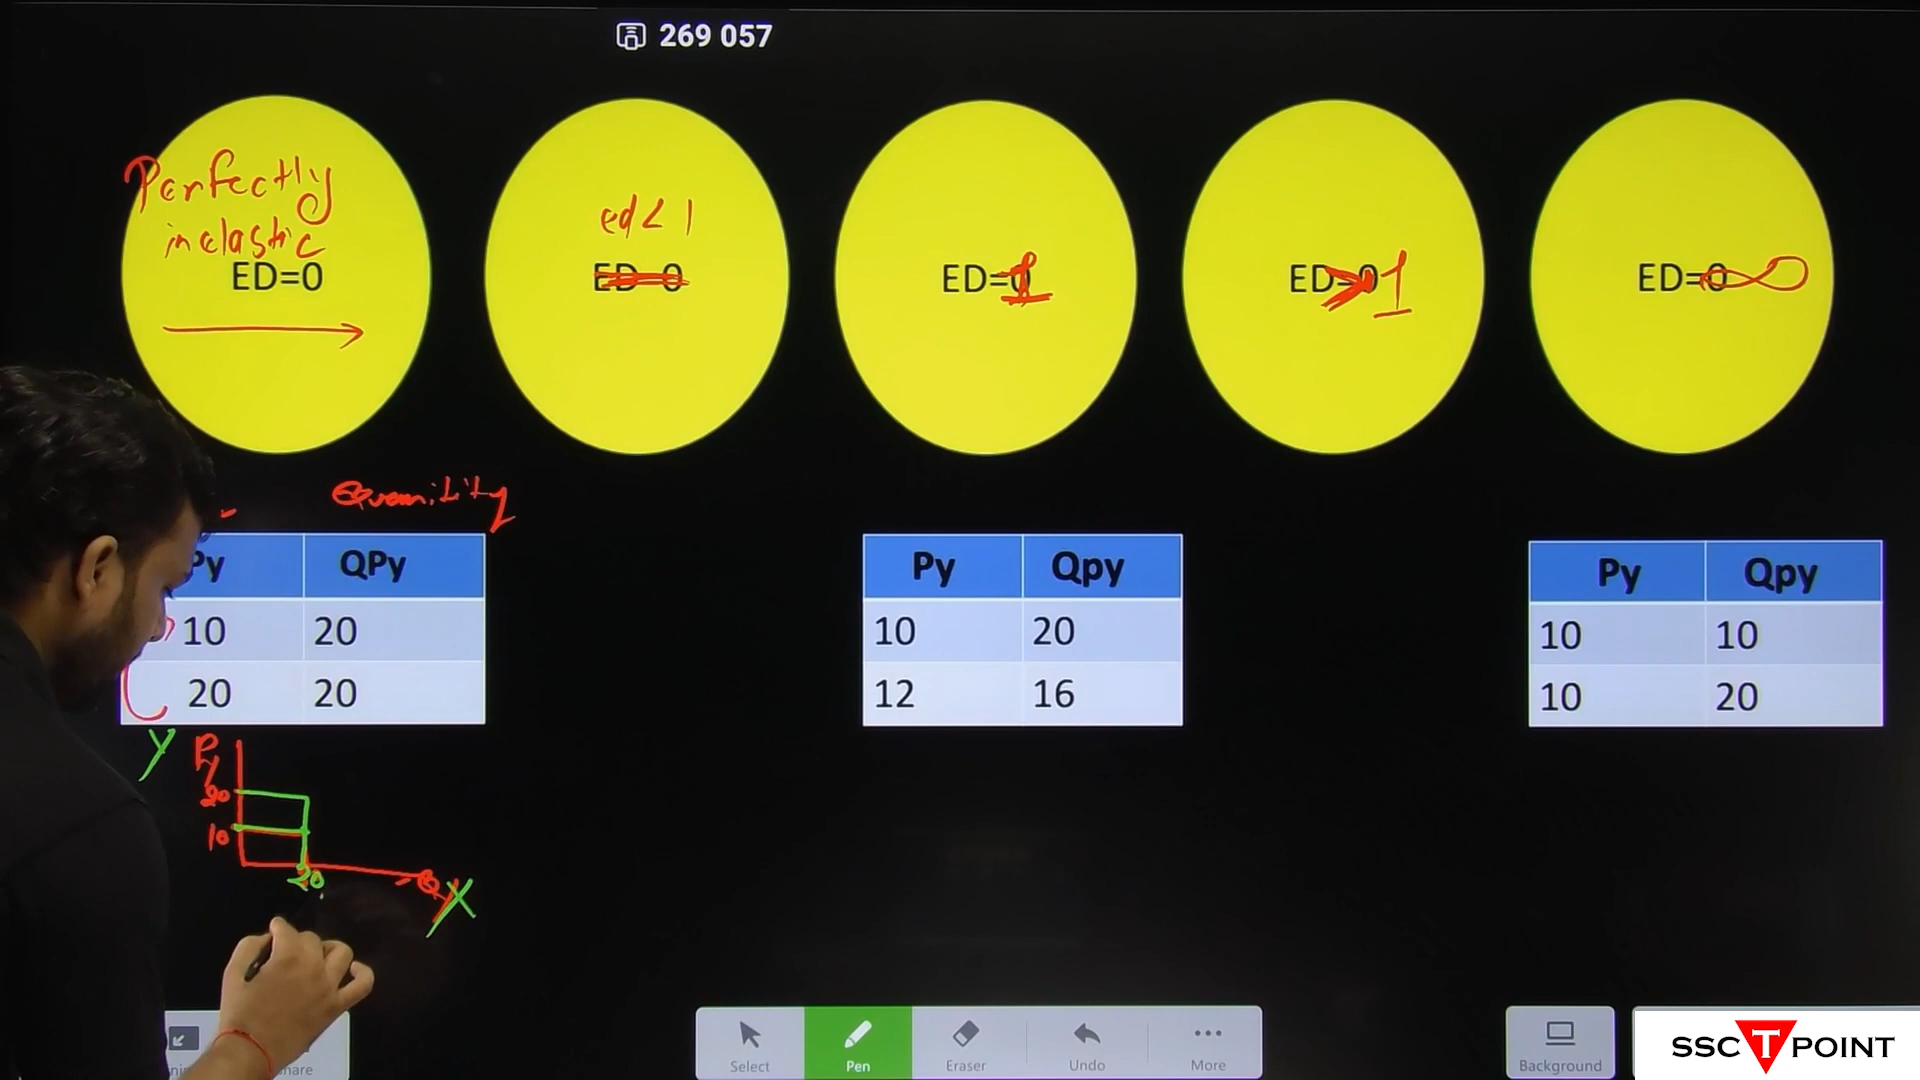 269 057
Perfectly
inelastic
ED=0
ed<1
ED=0
ED=1
ED>1
ED=∞
Quantity
Py QPy
10 20
20 20
Py Qpy
10 20
12 16
Py Qpy
10 10
10 20
Y Py
20
10
20
X
Select Pen Eraser Undo More
Background
SSC T POINT